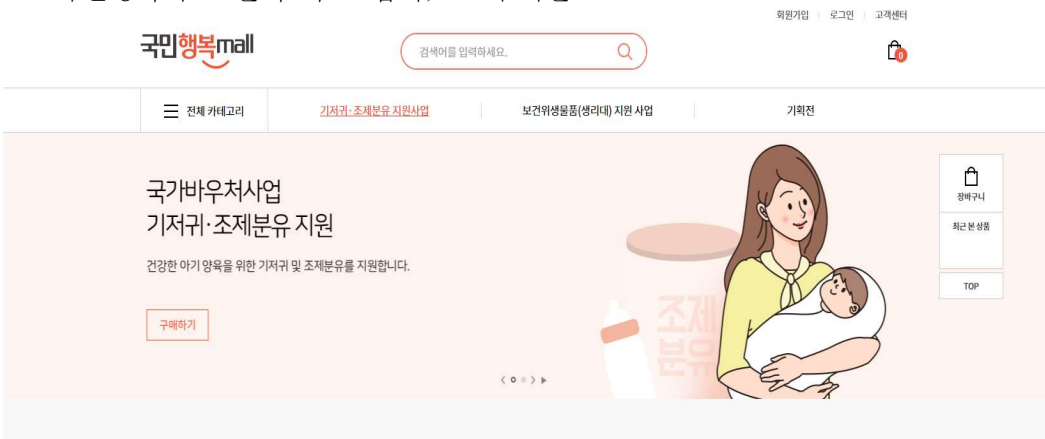 회원가입 로그인 고객센터
국민행복mall
검색어를 입력하세요.
0
전체 카테고리 기저귀·조제분유 지원사업 보건위생물품(생리대) 지원 사업 기획전
국가바우처사업
기저귀·조제분유 지원
건강한 아기 양육을 위한 기저귀 및 조제분유를 지원합니다.
구매하기
조제
분유
장바구니
최근 본 상품
TOP